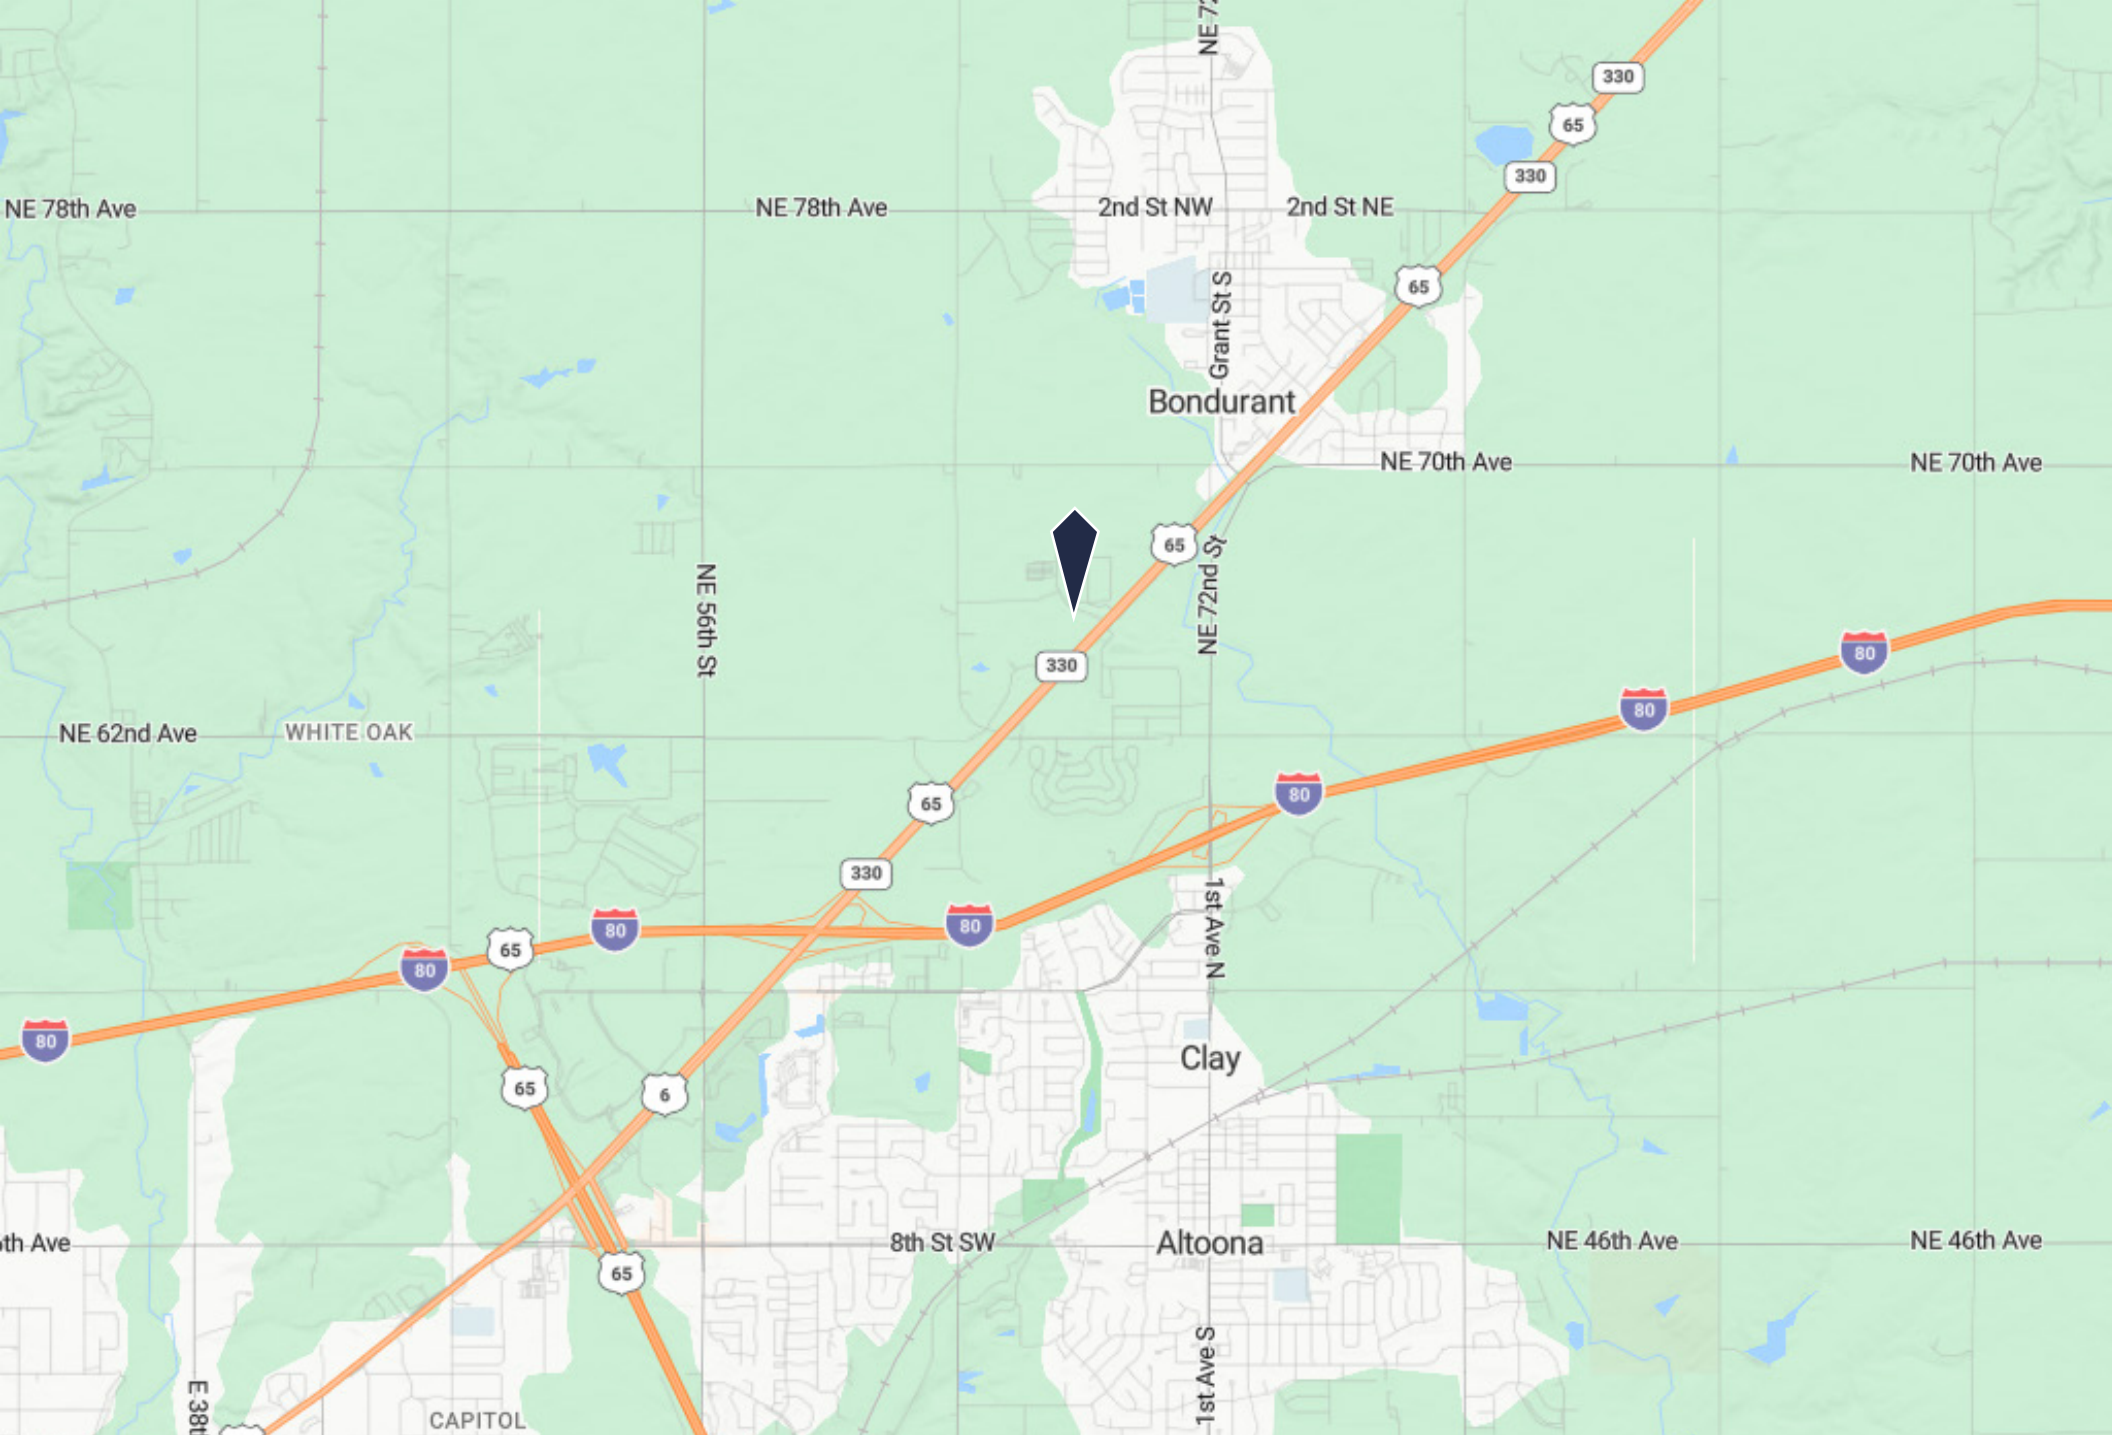 NE 72
330
65
330
NE 78th Ave
NE 78th Ave
2nd St NW
2nd St NE
65
Grant St S
Bondurant
NE 70th Ave
NE 70th Ave
65
NE 56th St
NE 72nd St
330
80
80
NE 62nd Ave
WHITE OAK
65
80
330
1st Ave N
80
80
65
80
80
Clay
65
6
th Ave
8th St SW
Altoona
NE 46th Ave
NE 46th Ave
65
1st Ave S
E 38t
CAPITOL